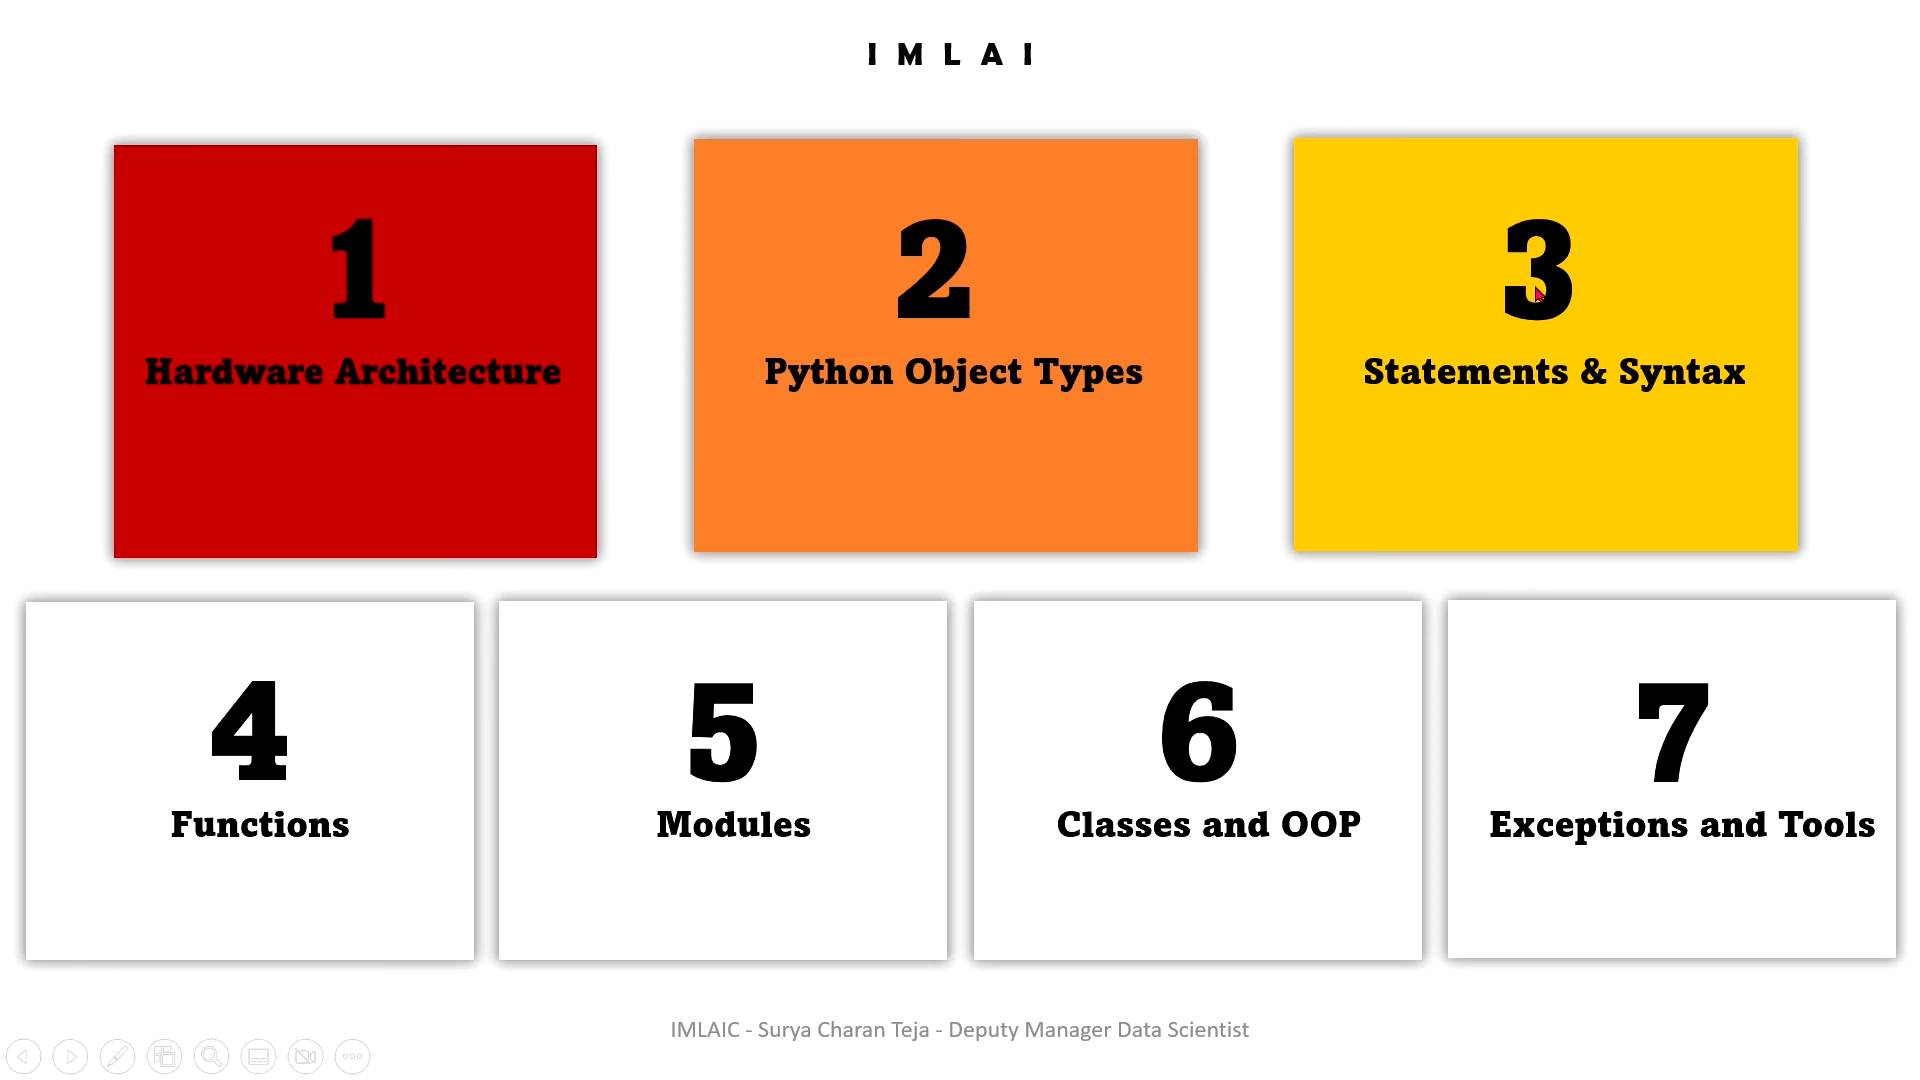 I M L A I
1
Hardware Architecture
2
Python Object Types
3
Statements & Syntax
4
Functions
5
Modules
6
Classes and OOP
7
Exceptions and Tools
IMLAIC - Surya Charan Teja - Deputy Manager Data Scientist